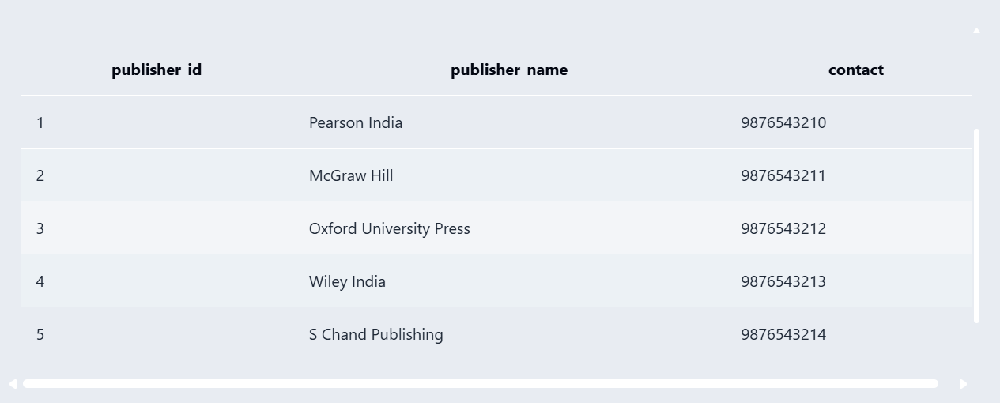 publisher_id publisher_name contact
1 Pearson India 9876543210
2 McGraw Hill 9876543211
3 Oxford University Press 9876543212
4 Wiley India 9876543213
5 S Chand Publishing 9876543214